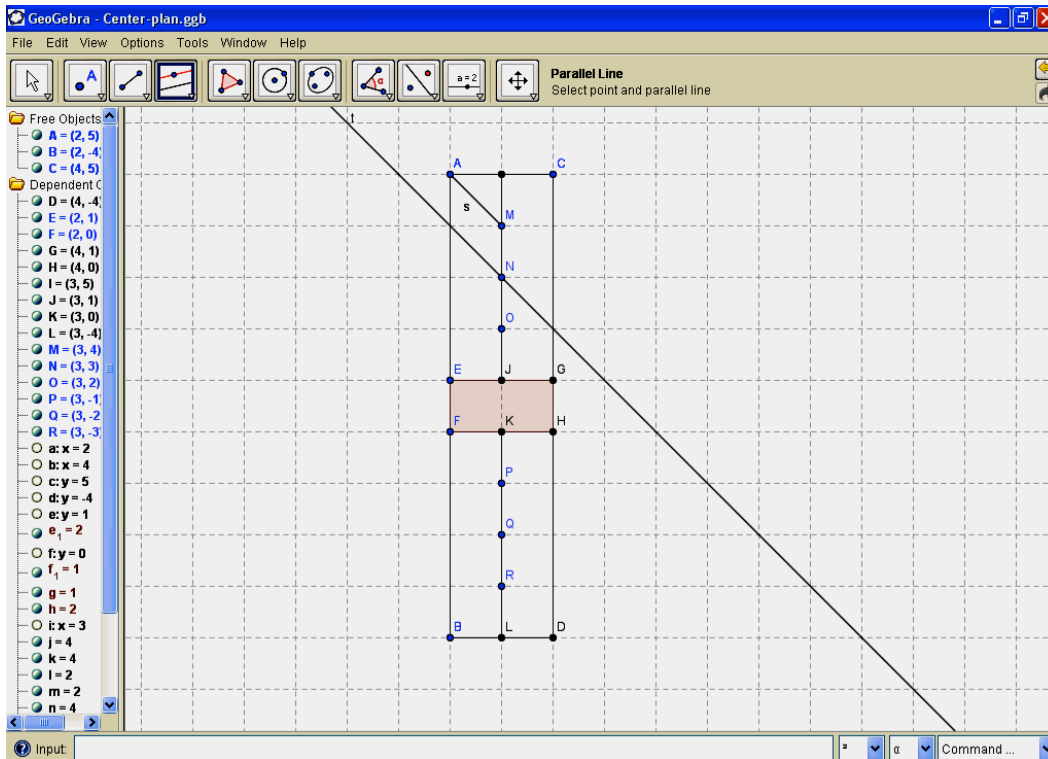 GeoGebra - Center-plan.ggb
File Edit View Options Tools Window Help
A
a=2
Parallel Line
Select point and parallel line
Free Objects
A = (2, 5)
B = (2, -4)
C = (4, 5)
Dependent O
D = (4, -4)
E = (2, 1)
F = (2, 0)
G = (4, 1)
H = (4, 0)
I = (3, 5)
J = (3, 1)
K = (3, 0)
L = (3, -4)
M = (3, 4)
N = (3, 3)
O = (3, 2)
P = (3, -1)
Q = (3, -2
R = (3, -3)
a: x = 2
b: x = 4
c: y = 5
d: y = -4
e: y = 1
e₁ = 2
f: y = 0
f₁ = 1
g = 1
h = 2
i: x = 3
j = 4
k = 4
l = 2
m = 2
n = 4
t
A C
s
M
N
O
E J G
F K H
P
Q
R
B L D
Input: ² α Command ...